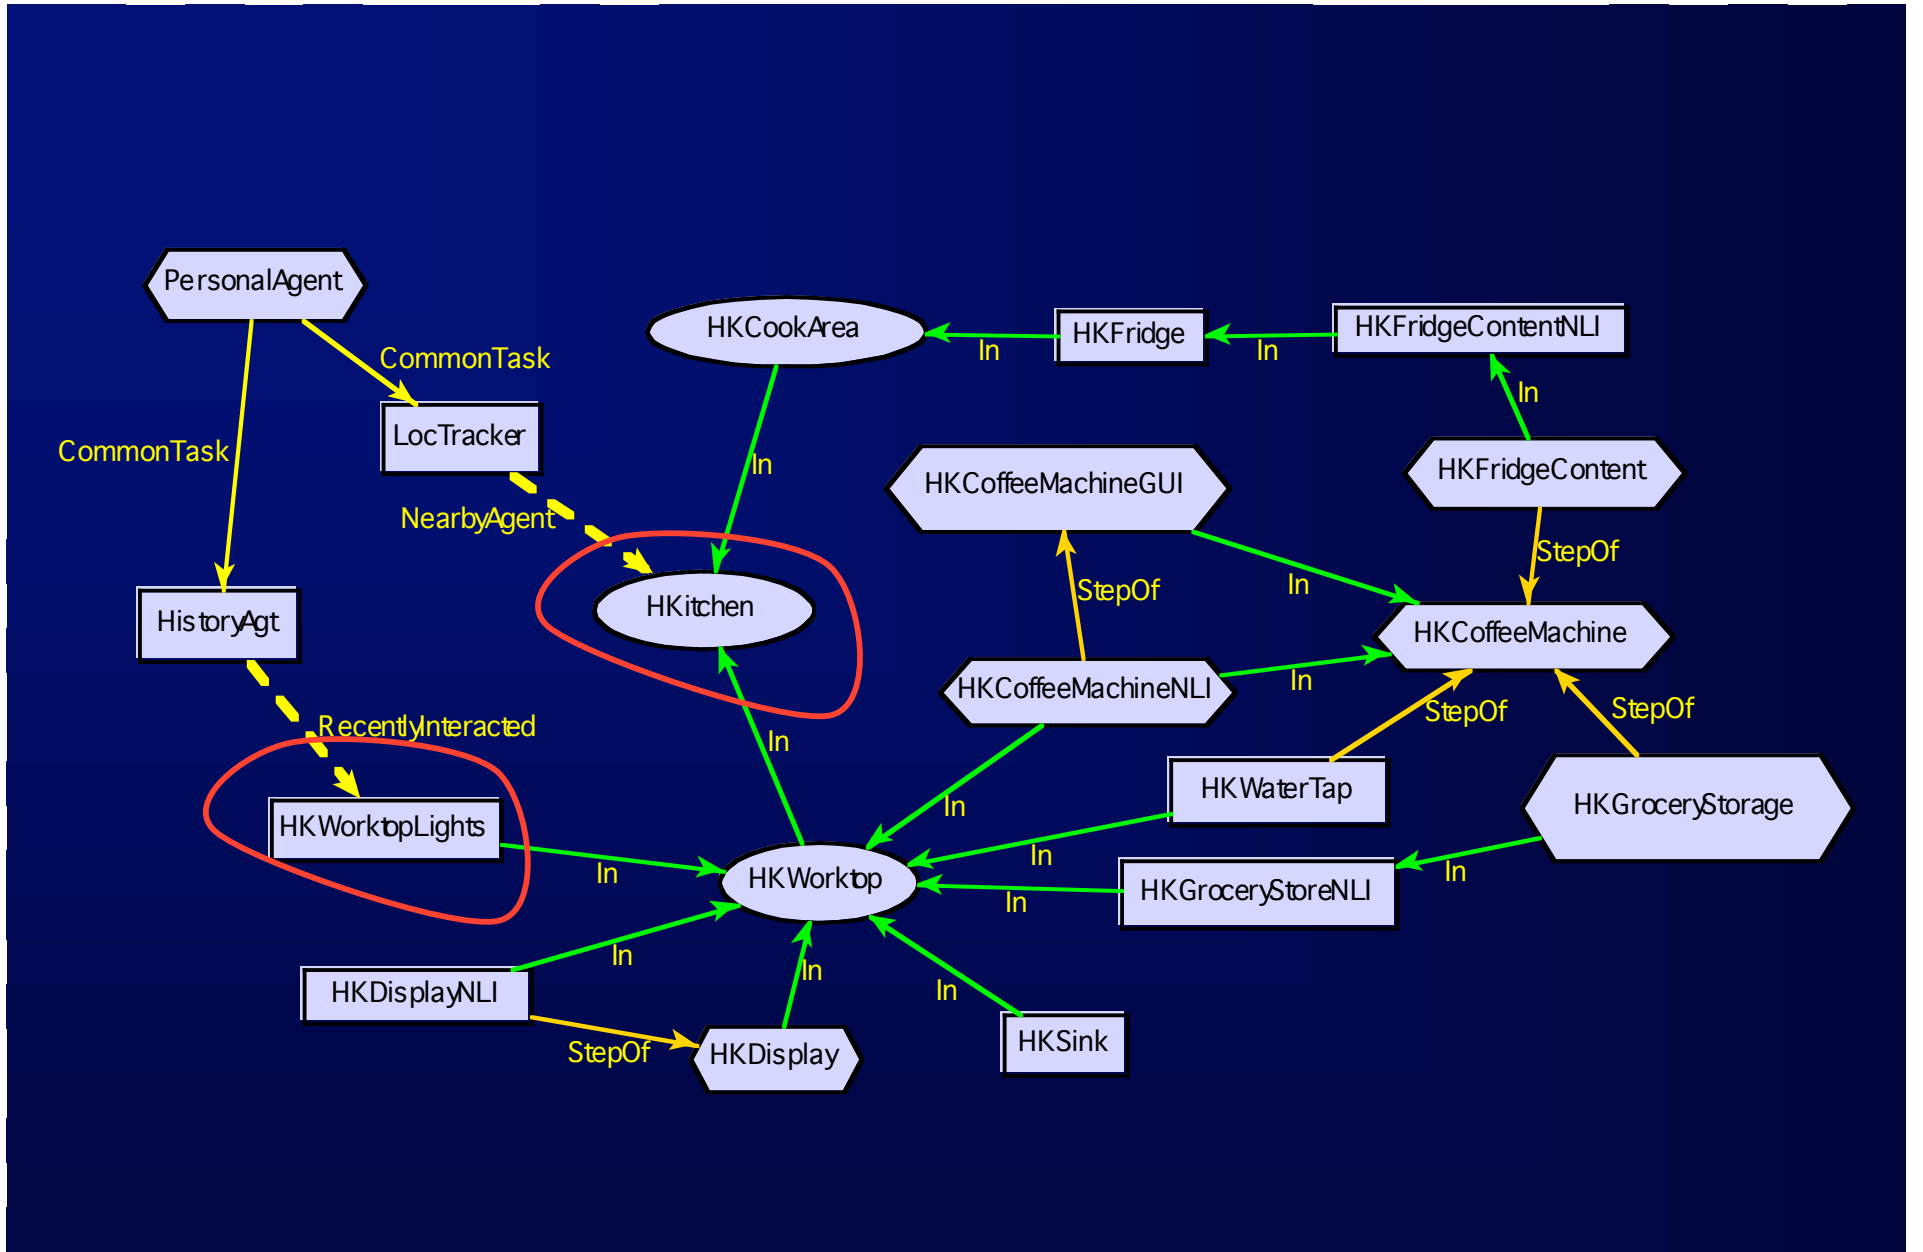 PersonalAgent
HKCookArea
HKFridge
HKFridgeContentNLI
In
In
CommonTask
In
LocTracker
CommonTask
In
HKCoffeeMachineGUI
HKFridgeContent
NearbyAgent
StepOf
In
StepOf
HKitchen
HistoryAgt
HKCoffeeMachine
HKCoffeeMachineNLI
In
StepOf
StepOf
RecentlyInteracted
In
HKWaterTap
HKGroceryStorage
In
HKWorktopLights
In
In
HKWorktop
HKGroceryStoreNLI
In
In
In
In
HKDisplayNLI
In
StepOf
HKDisplay
HKSink